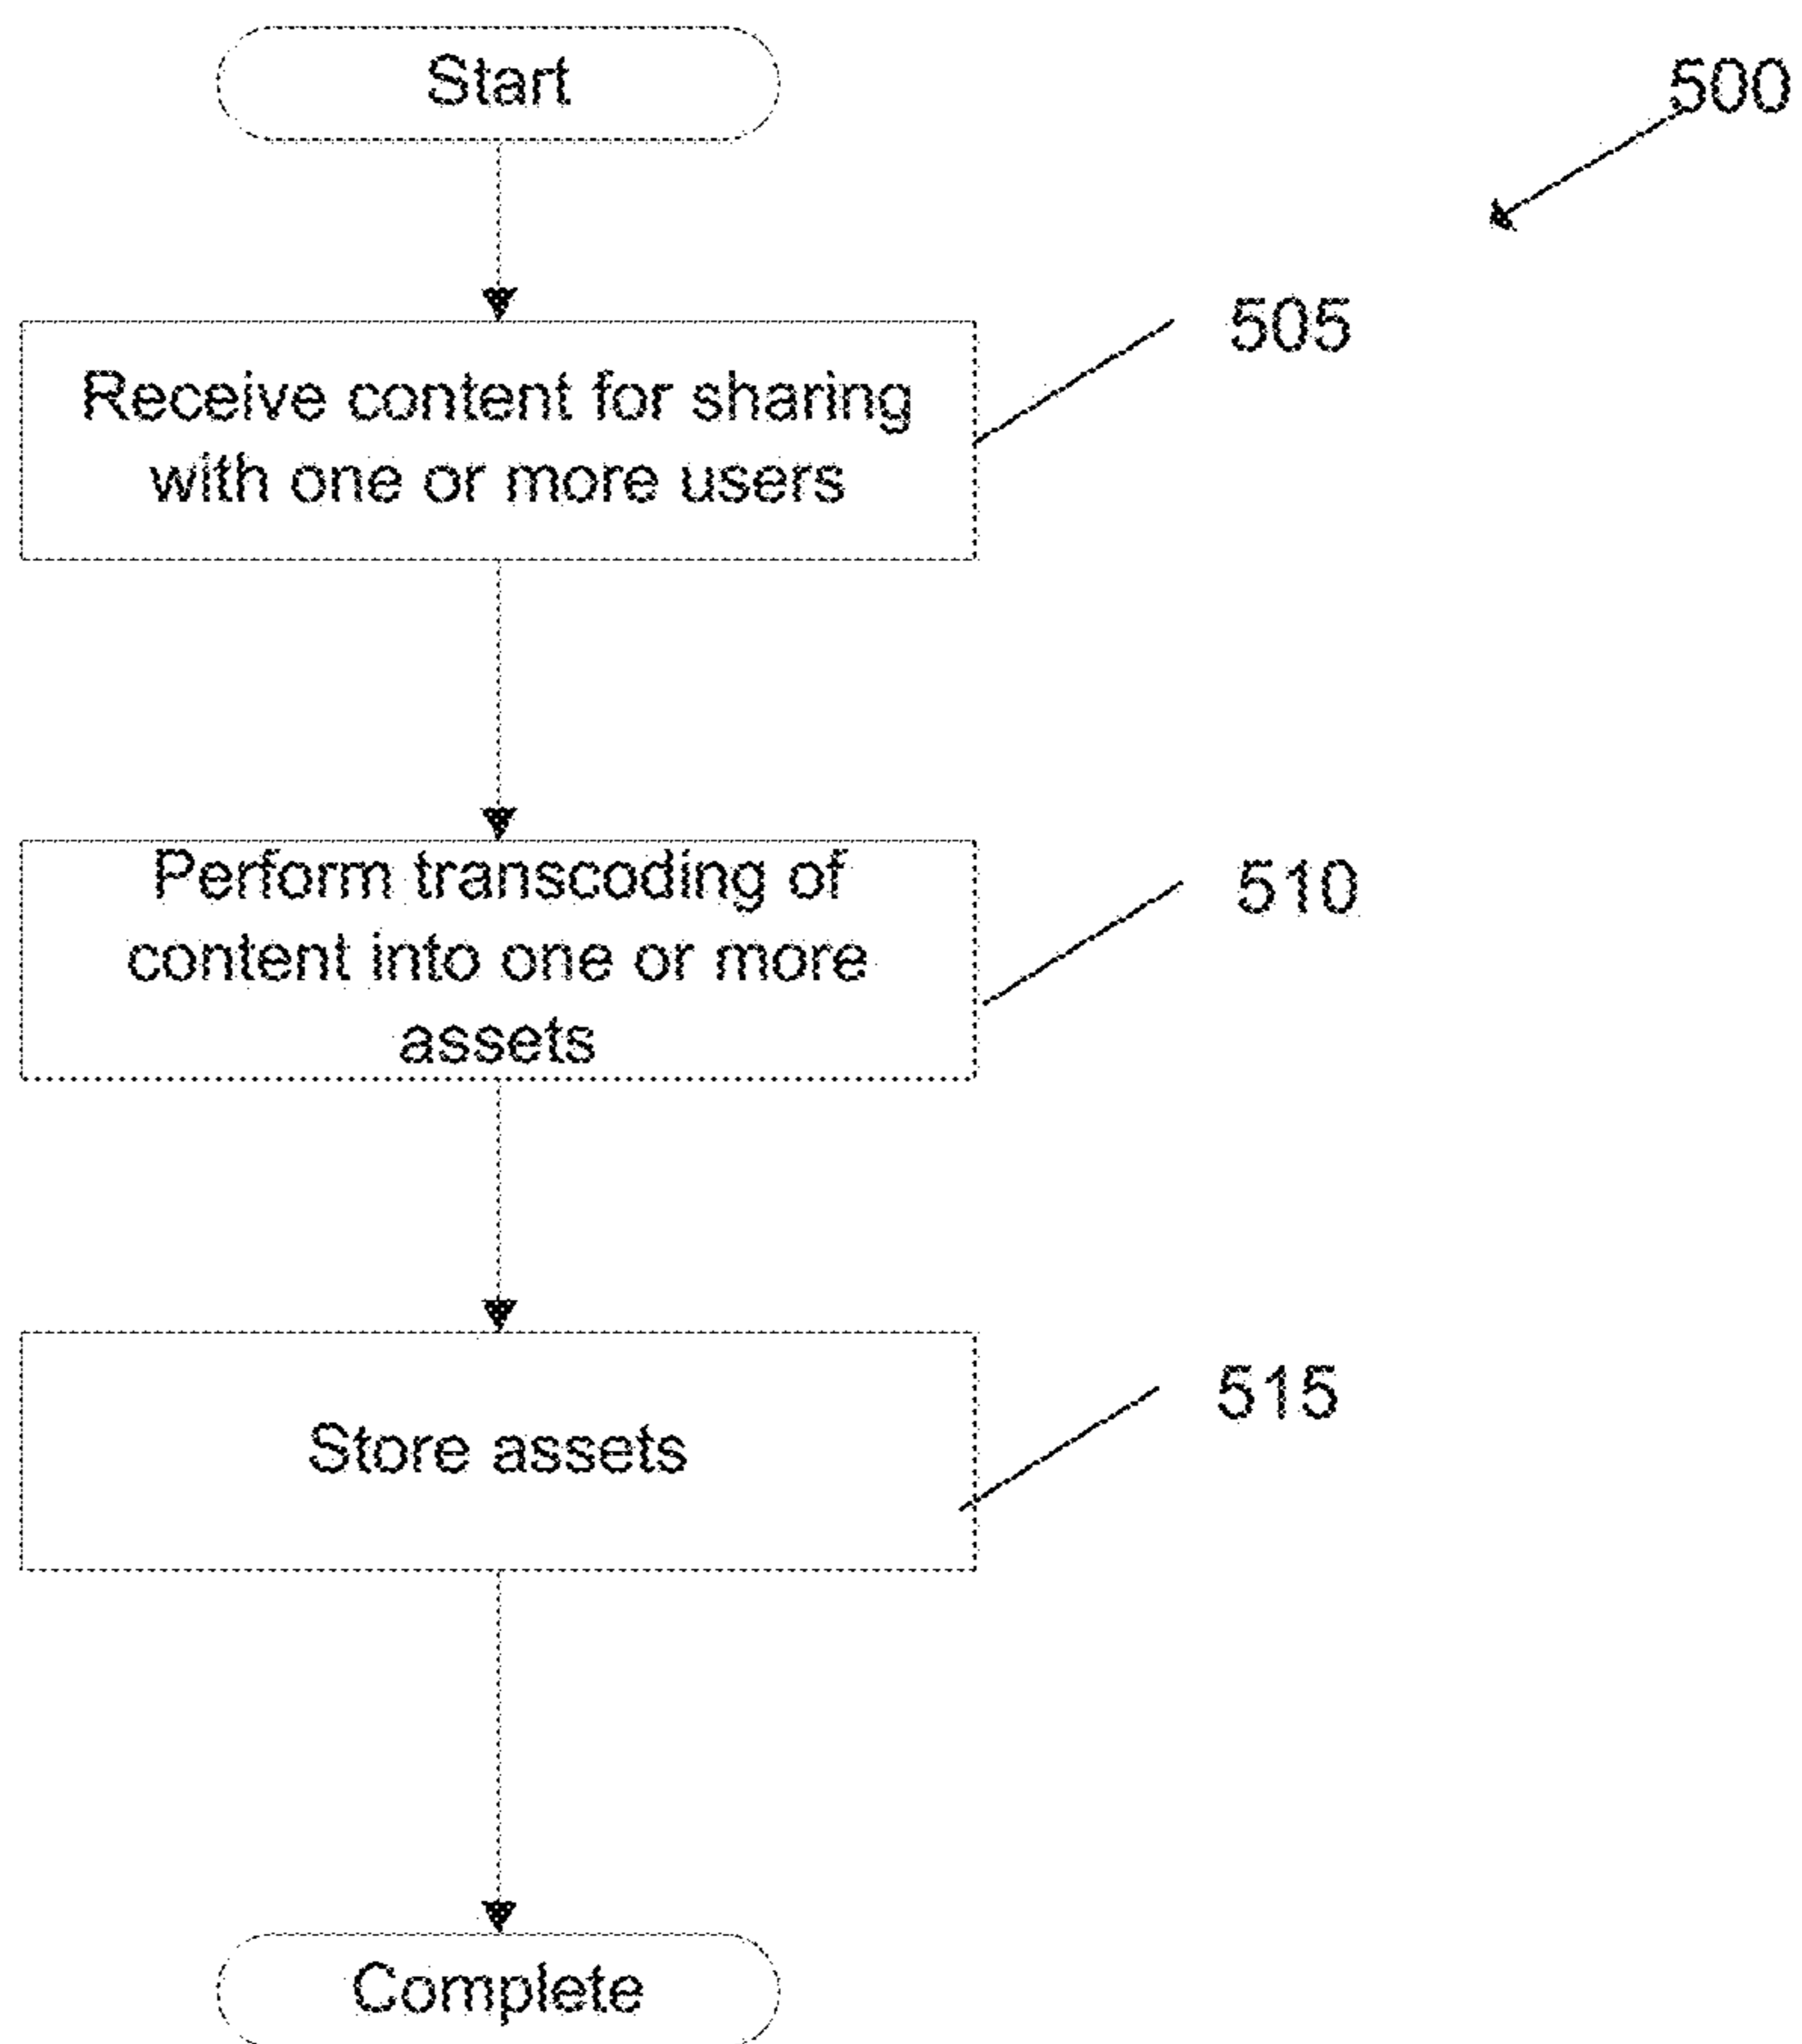 Start
500
Receive content for sharing
with one or more users
505
Perform transcoding of
content into one or more
assets
510
Store assets
515
Complete